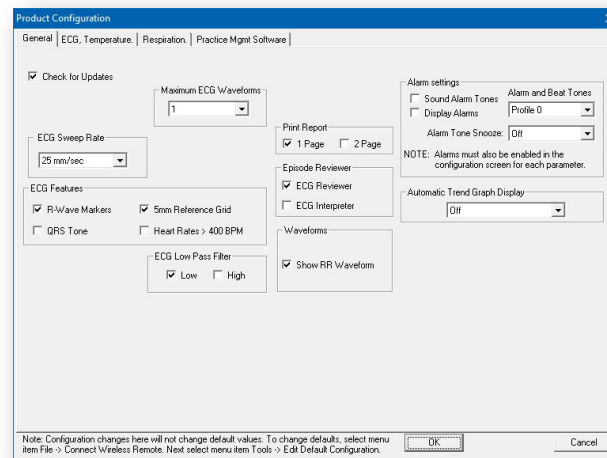 Product Configuration
General
ECG, Temperature.
Respiration.
Practice Mgmt Software
Check for Updates
Maximum ECG Waveforms
1
ECG Sweep Rate
25 mm/sec
ECG Features
R-Wave Markers
5mm Reference Grid
QRS Tone
Heart Rates > 400 BPM
ECG Low Pass Filter
Low
High
Print Report
1 Page
2 Page
Episode Reviewer
ECG Reviewer
ECG Interpreter
Waveforms
Show RR Waveform
Alarm settings
Sound Alarm Tones
Display Alarms
Alarm and Beat Tones
Profile 0
Alarm Tone Snooze:
Off
NOTE: Alarms must also be enabled in the
configuration screen for each parameter.
Automatic Trend Graph Display
Off
Note: Configuration changes here will not change default values. To change defaults, select menu
item File -> Connect Wireless Remote. Next select menu item Tools -> Edit Default Configuration.
OK
Cancel